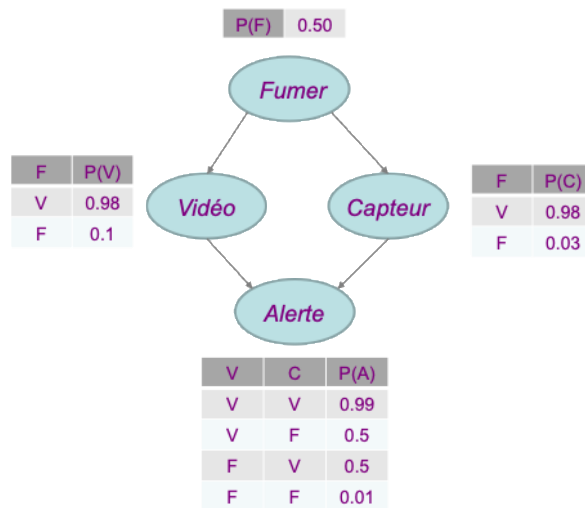 P(F) 0.50
Fumer
F P(V)
V 0.98
F 0.1
Vidéo
Capteur
F P(C)
V 0.98
F 0.03
Alerte
V C P(A)
V V 0.99
V F 0.5
F V 0.5
F F 0.01